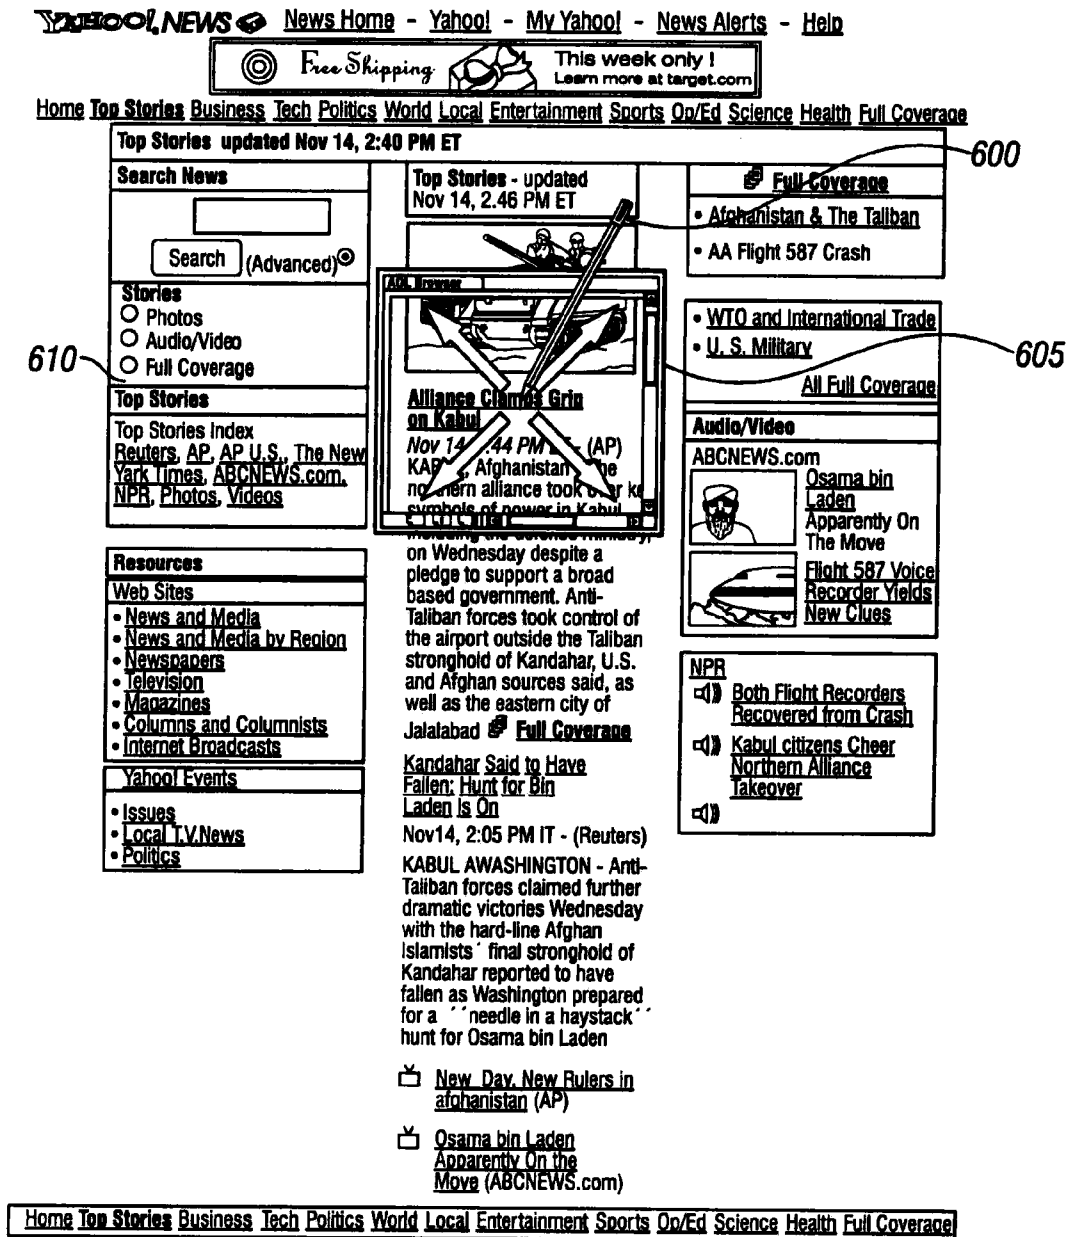 YAHOO! NEWS News Home - Yahoo! - My Yahoo! - News Alerts - Help
Free Shipping This week only !
Learn more at target.com
Home Top Stories Business Tech Politics World Local Entertainment Sports Op/Ed Science Health Full Coverage
Top Stories updated Nov 14, 2:40 PM ET
600
Search News
Search (Advanced)
Stories
Photos
Audio/Video
Full Coverage
610
Top Stories
Top Stories Index
Reuters, AP, AP U.S., The New
Yark Times, ABCNEWS.com,
NPR, Photos, Videos
Resources
Web Sites
• News and Media
• News and Media by Region
• Newspapers
• Television
• Magazines
• Columns and Columnists
• Internet Broadcasts
Yahoo! Events
• Issues
• Local T.V.News
• Politics
Top Stories - updated
Nov 14, 2.46 PM ET
AOL Browser
Alliance Clamps Grip
on Kabul
Nov 14 :44 PM - (AP)
Afghanistan
alliance took
symbols of power in Kabul
on Wednesday despite a
pledge to support a broad
based government. Anti-
Taliban forces took control of
the airport outside the Taliban
stronghold of Kandahar, U.S.
and Afghan sources said, as
well as the eastern city of
Jalalabad Full Coverage
Kandahar Said to Have
Fallen: Hunt for Bin
Laden Is On
Nov14, 2:05 PM IT - (Reuters)
KABUL AWASHINGTON - Anti-
Taliban forces claimed further
dramatic victories Wednesday
with the hard-line Afghan
Islamists´ final stronghold of
Kandahar reported to have
fallen as Washington prepared
for a ´´needle in a haystack´´
hunt for Osama bin Laden
New Day, New Rulers in
afghanistan (AP)
Osama bin Laden
Apparently On the
Move (ABCNEWS.com)
Full Coverage
• Afghanistan & The Taliban
• AA Flight 587 Crash
• WTO and International Trade
• U. S. Military
605
All Full Coverage
Audio/Video
ABCNEWS.com
Osama bin
Laden
Apparently On
The Move
Flight 587 Voice
Recorder Yields
New Clues
NPR
Both Flight Recorders
Recovered from Crash
Kabul citizens Cheer
Northern Alliance
Takeover
Home Top Stories Business Tech Politics World Local Entertainment Sports Op/Ed Science Health Full Coverage